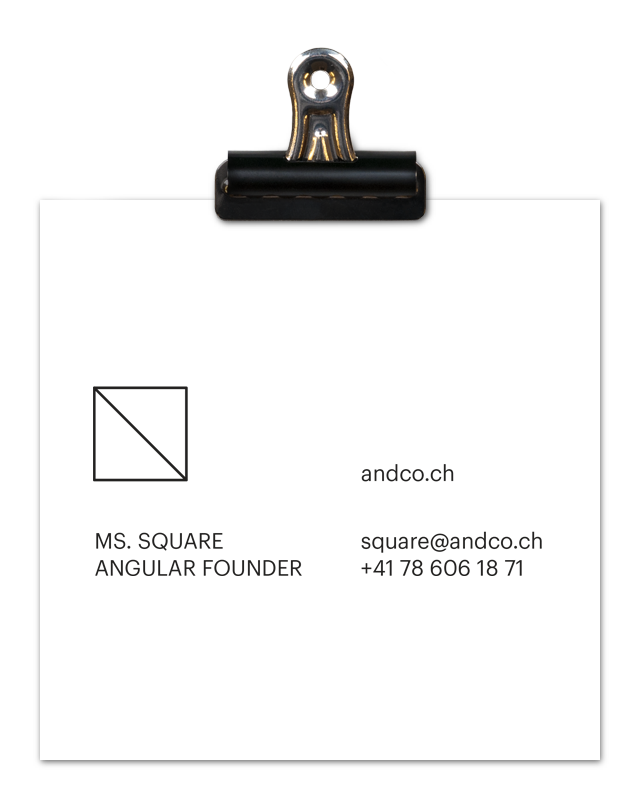 andco.ch
MS. SQUARE
ANGULAR FOUNDER
square@andco.ch
+41 78 606 18 71